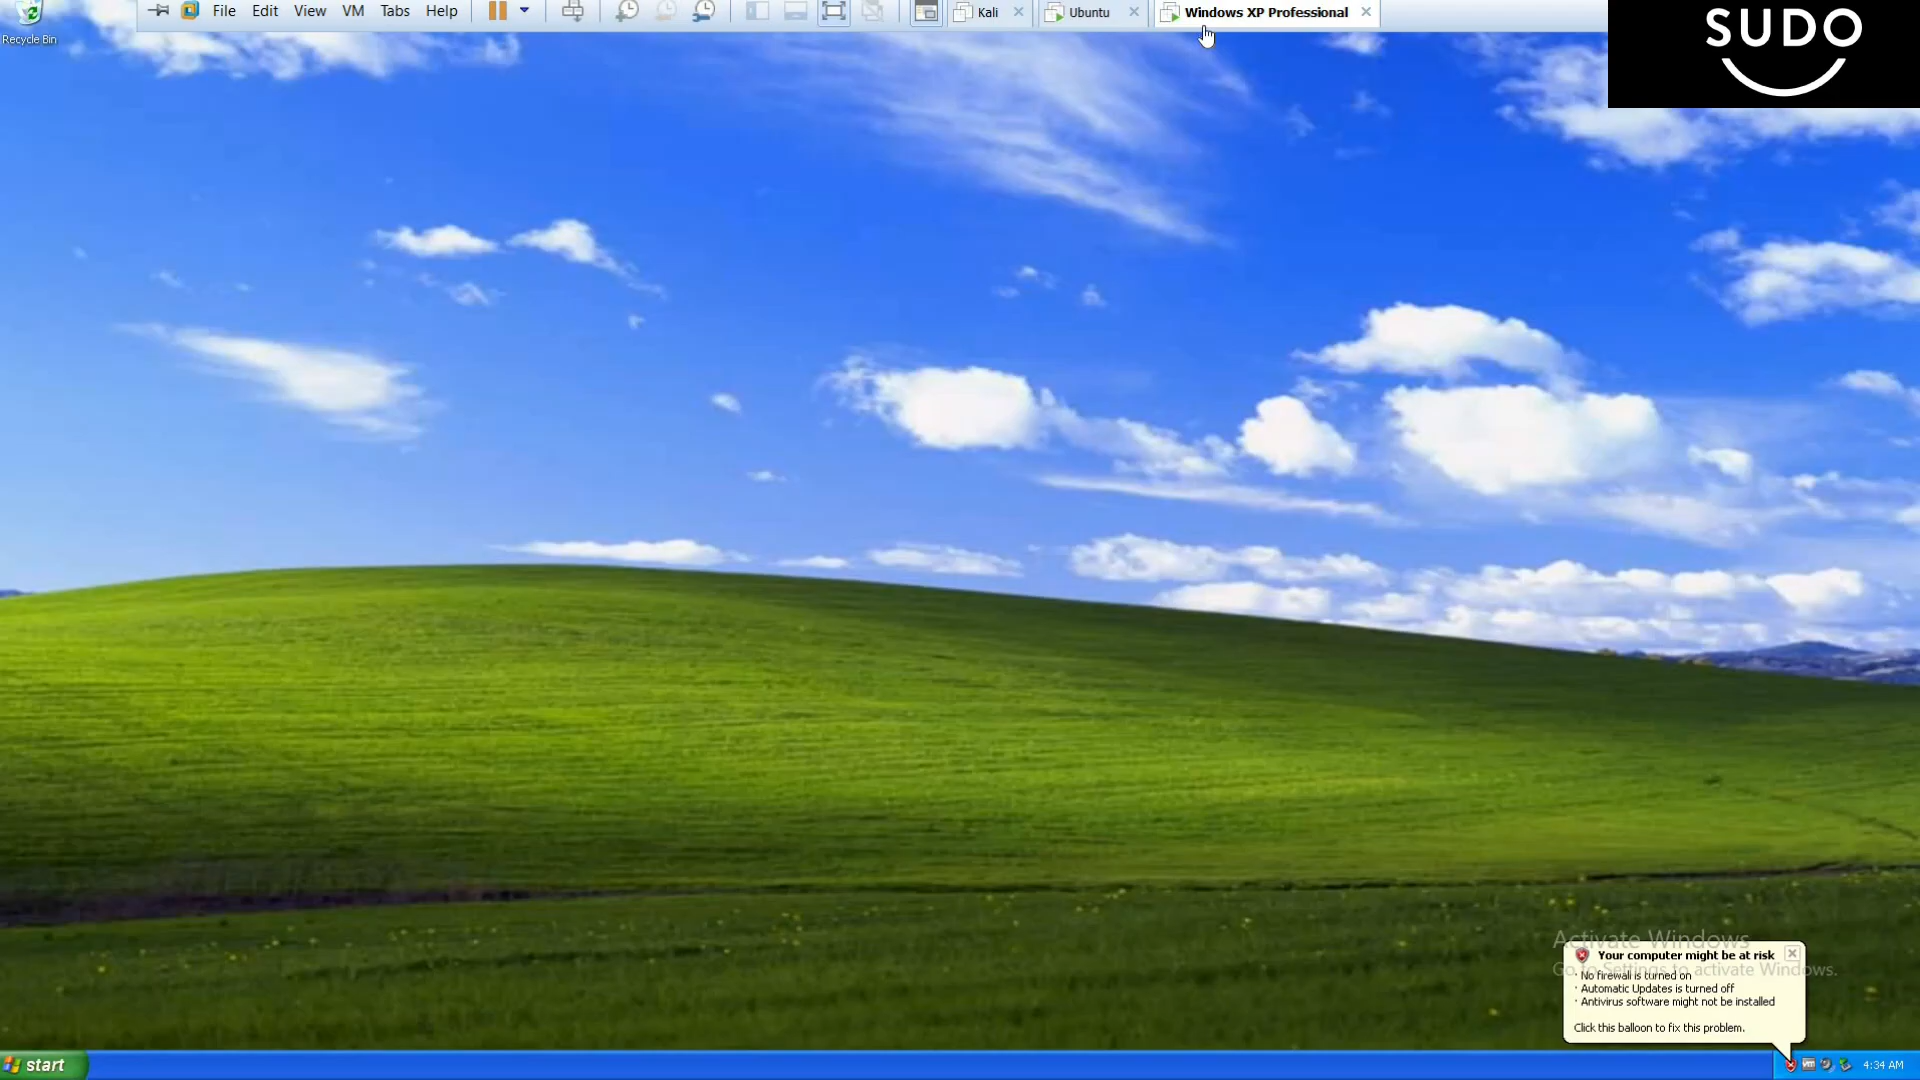 File Edit View VM Tabs Help
Kali
Ubuntu
Windows XP Professional
SUDO
Recycle Bin
Activate Windows
Go to Settings to activate Windows.
Your computer might be at risk
· No firewall is turned on
· Automatic Updates is turned off
· Antivirus software might not be installed
Click this balloon to fix this problem.
start
4:34 AM